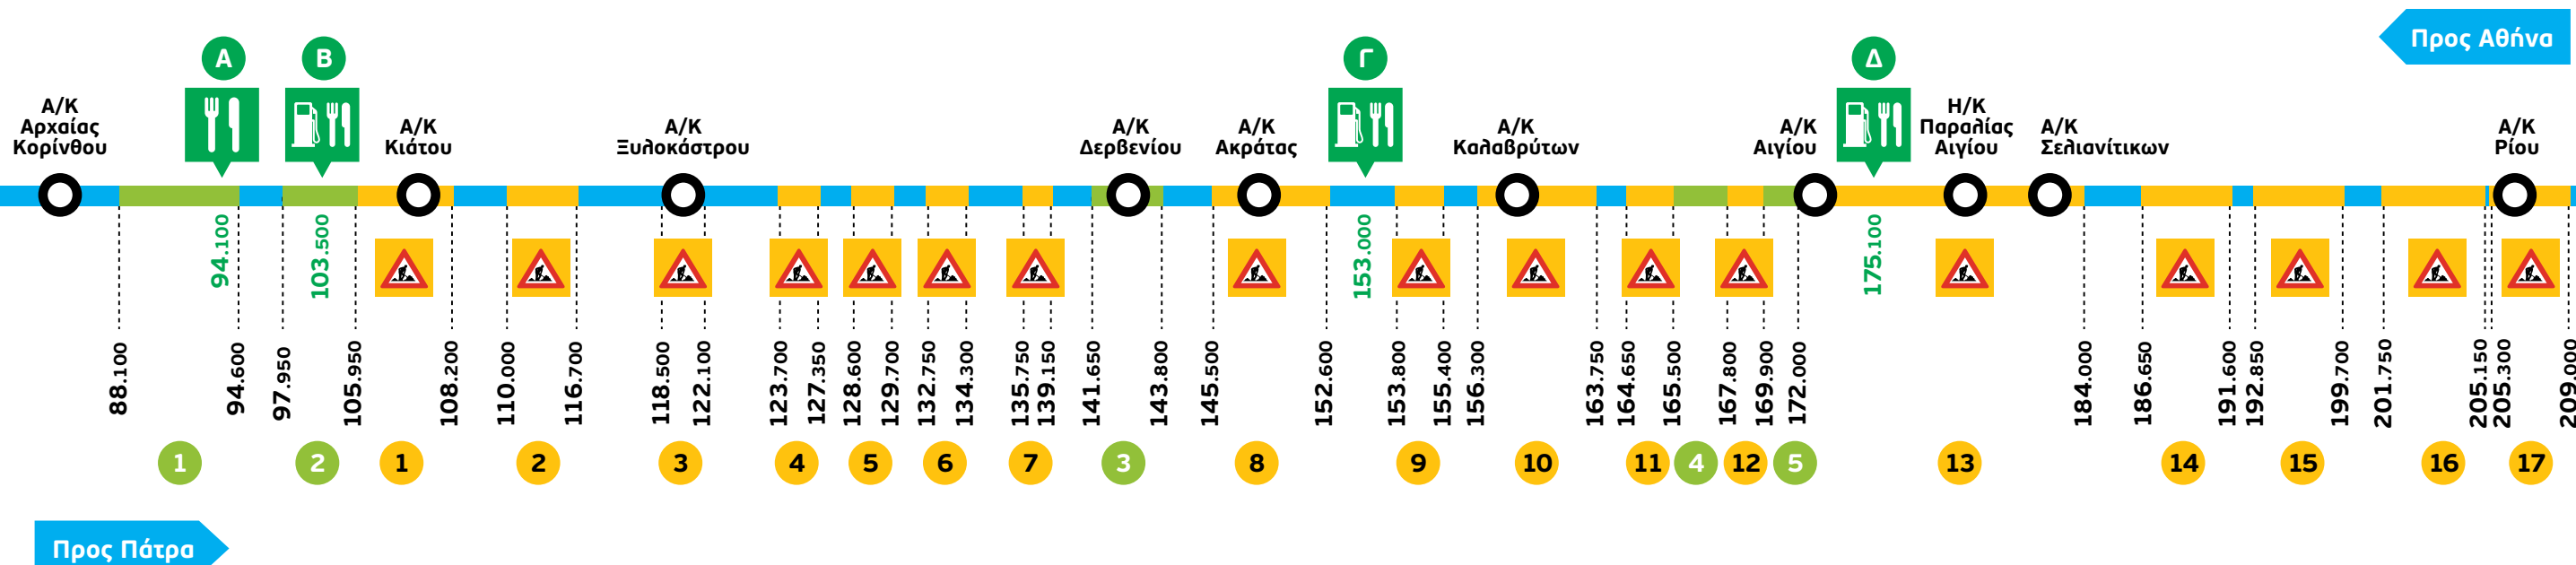 Προς Αθήνα
Α
Β
Γ
Δ
Α/Κ
Αρχαίας
Κορίνθου
Α/Κ
Κιάτου
Α/Κ
Ξυλοκάστρου
Α/Κ
Δερβενίου
Α/Κ
Ακράτας
Α/Κ
Καλαβρύτων
Α/Κ
Αιγίου
Η/Κ
Παραλίας
Αιγίου
Α/Κ
Σελιανίτικων
Α/Κ
Ρίου
94.100
103.500
153.000
175.100
88.100
94.600
97.950
105.950
108.200
110.000
116.700
118.500
122.100
123.700
127.350
128.600
129.700
132.750
134.300
135.750
139.150
141.650
143.800
145.500
152.600
153.800
155.400
156.300
163.750
164.650
165.500
167.800
169.900
172.000
184.000
186.650
191.600
192.850
199.700
201.750
205.150
205.300
209.000
1
2
1
2
3
4
5
6
7
3
8
9
10
11
4
12
5
13
14
15
16
17
Προς Πάτρα